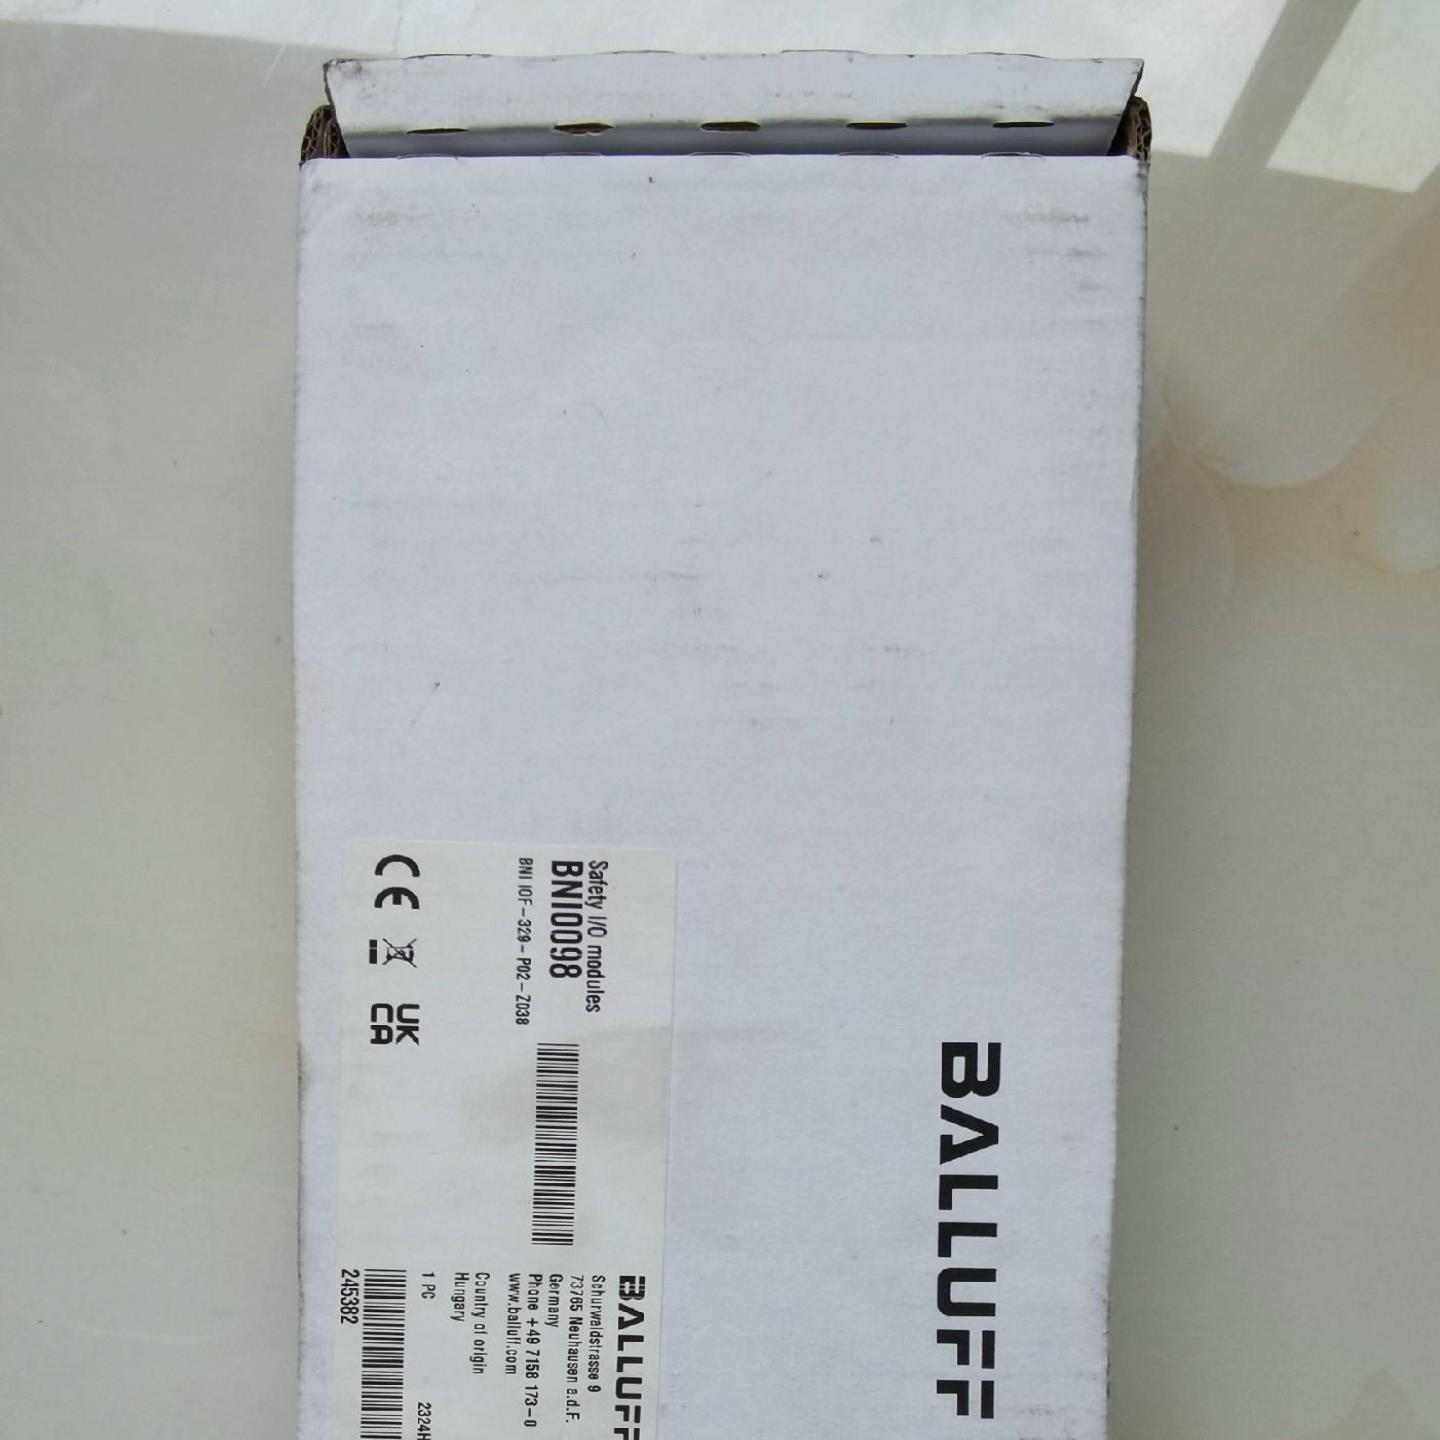 Safety I/O modules
BNI0098
BNI IOF-329-P02-Z038
CE
UK
CA
BALLUFF
Schurwaldstrasse 9
73765 Neuhausen a.d.F.
Germany
Phone +49 7158 173-0
www.balluff.com
Country of origin
Hungary
1 PC
2324H
245382
BALLUFF